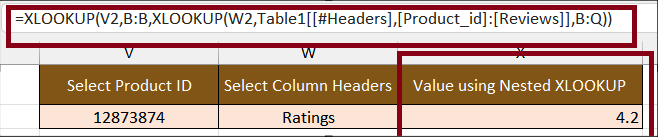 =XLOOKUP(V2,B:B,XLOOKUP(W2,Table1[[#Headers],[Product_id]:[Reviews]],B:Q))
V W X
Select Product ID Select Column Headers Value using Nested XLOOKUP
12873874 Ratings 4.2